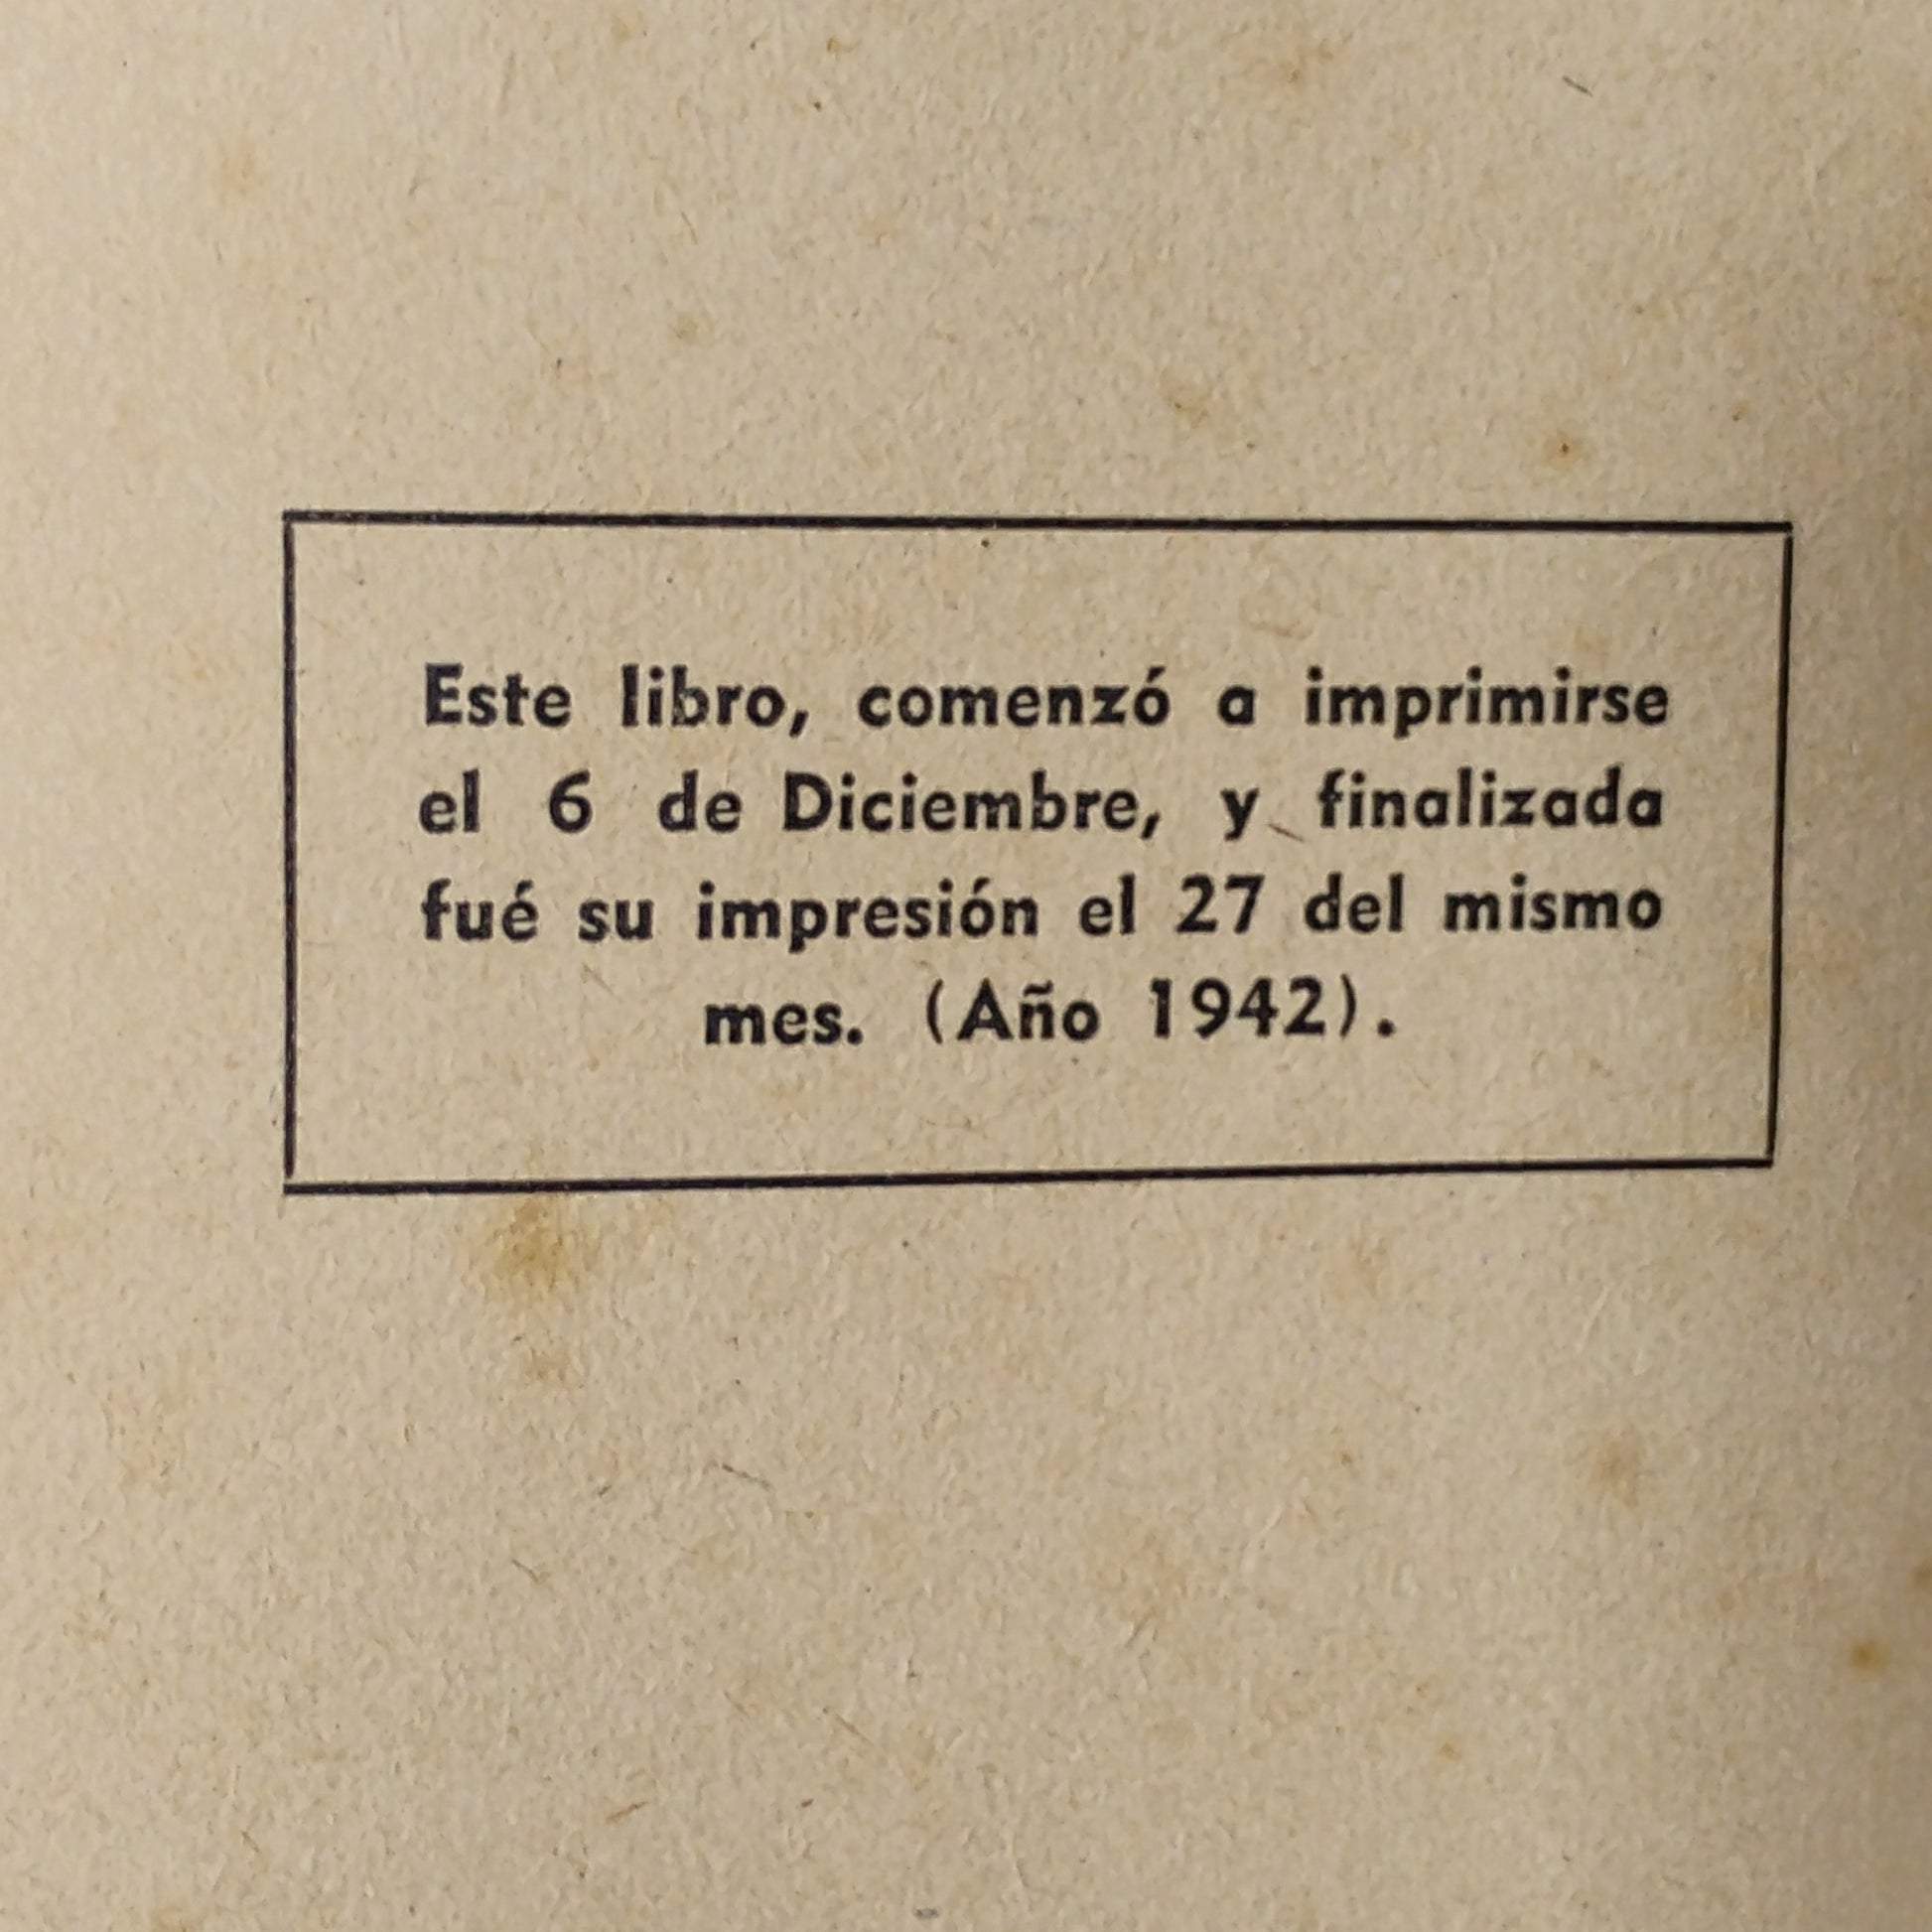 Este libro, comenzó a imprimirse
el 6 de Diciembre, y finalizada
fué su impresión el 27 del mismo
mes. (Año 1942).